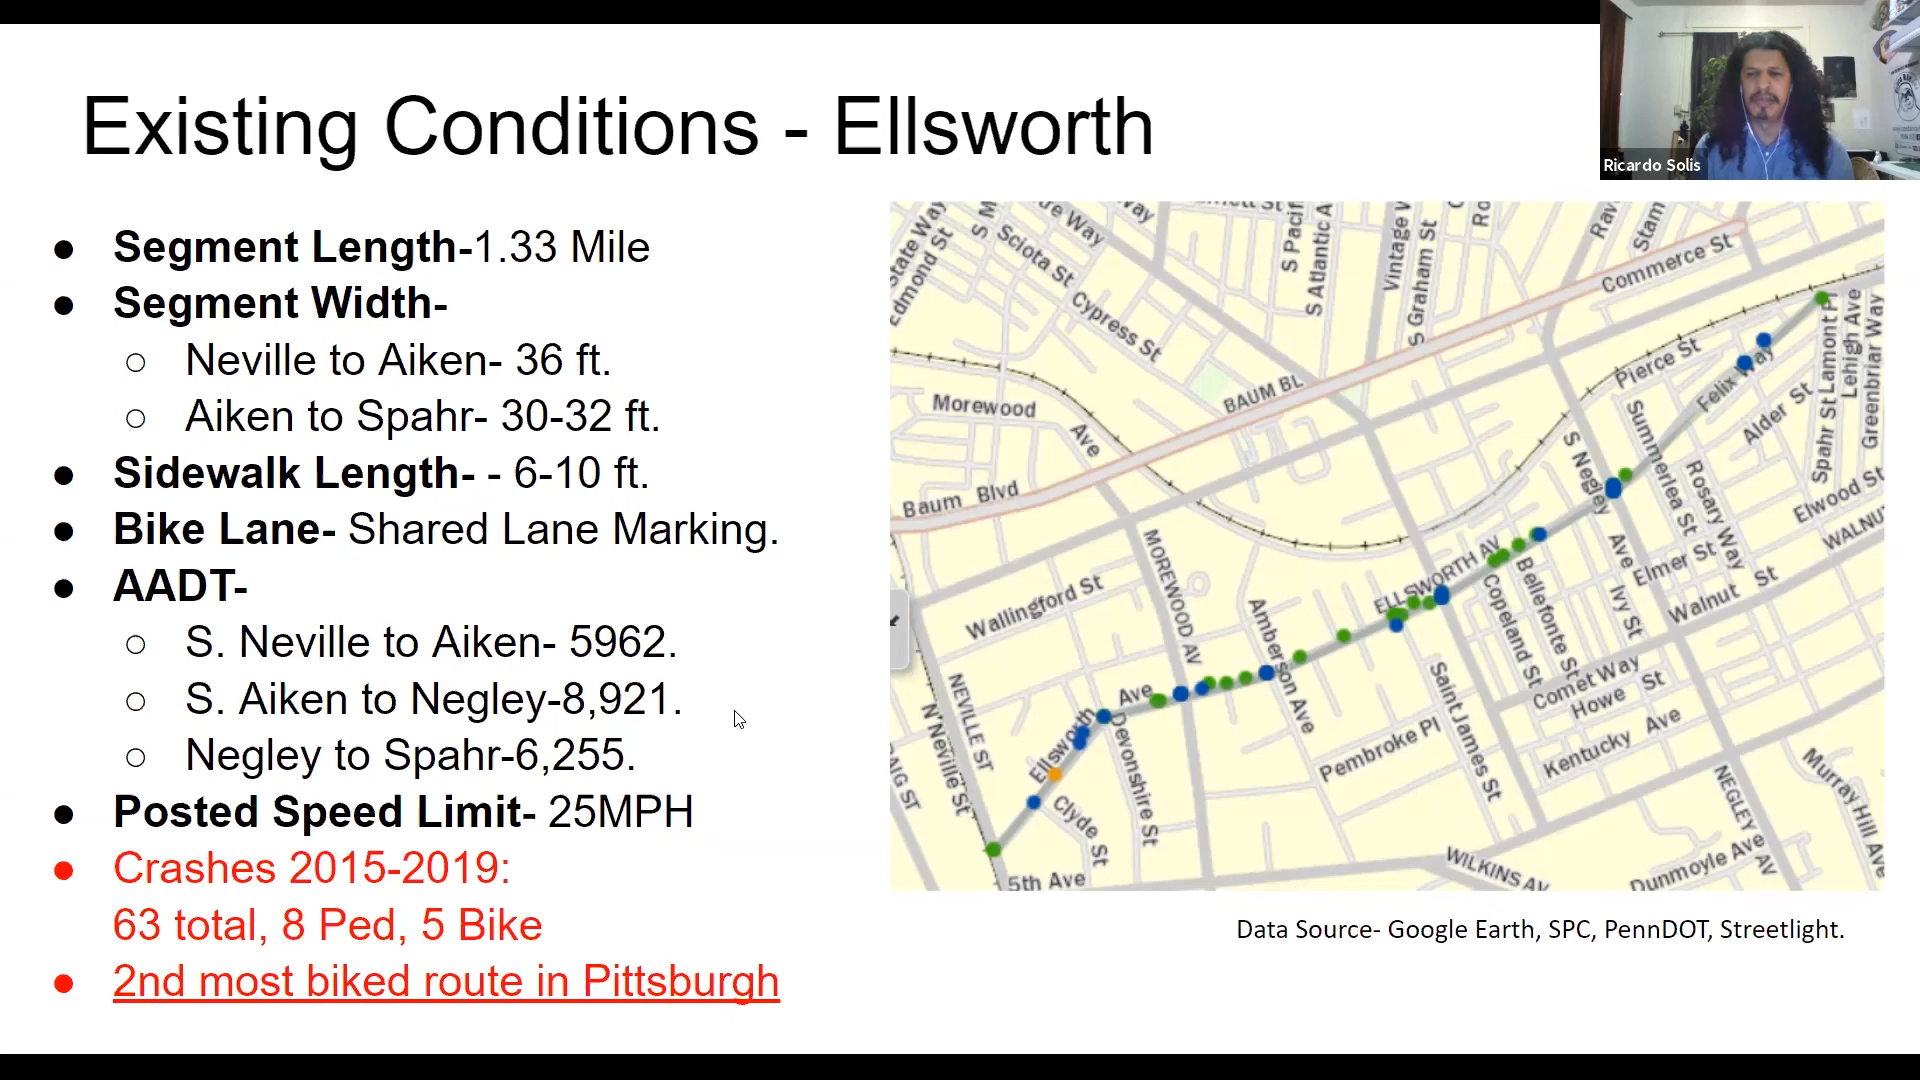 Existing Conditions - Ellsworth
Ricardo Solis
● Segment Length-1.33 Mile
● Segment Width-
○ Neville to Aiken- 36 ft.
○ Aiken to Spahr- 30-32 ft.
● Sidewalk Length- - 6-10 ft.
● Bike Lane- Shared Lane Marking.
● AADT-
○ S. Neville to Aiken- 5962.
○ S. Aiken to Negley-8,921.
○ Negley to Spahr-6,255.
● Posted Speed Limit- 25MPH
● Crashes 2015-2019:
63 total, 8 Ped, 5 Bike
● 2nd most biked route in Pittsburgh
Edmond St
Sciota St
Cypress St
S Pacif
S Atlantic A
Vintage
S Graham St
Commerce St
BAUM BL
Morewood
Ave
Baum Blvd
Pierce St
Felix Way
Alder St
Spahr St
Lamont Pl
Lehigh Ave
Greenbriar Way
Elwood St
S Negley
Ave
Summerlea St
Rosary Way
Elmer St
Ivy St
Walnut St
WALNU
Wallingford St
MOREWOOD AV
Amberson Ave
ELLSWORTH AV
Copeland St
Bellefonte St
Comet Way
Howe St
Kentucky Ave
Saint James St
Pembroke Pl
NEVILLE ST
N Neville St
Ellsworth Ave
Devonshire St
Clyde St
5th Ave
WILKINS AV
NEGLEY AV
Dunmoyle Ave
Murray Hill Ave
AIG ST
Data Source- Google Earth, SPC, PennDOT, Streetlight.